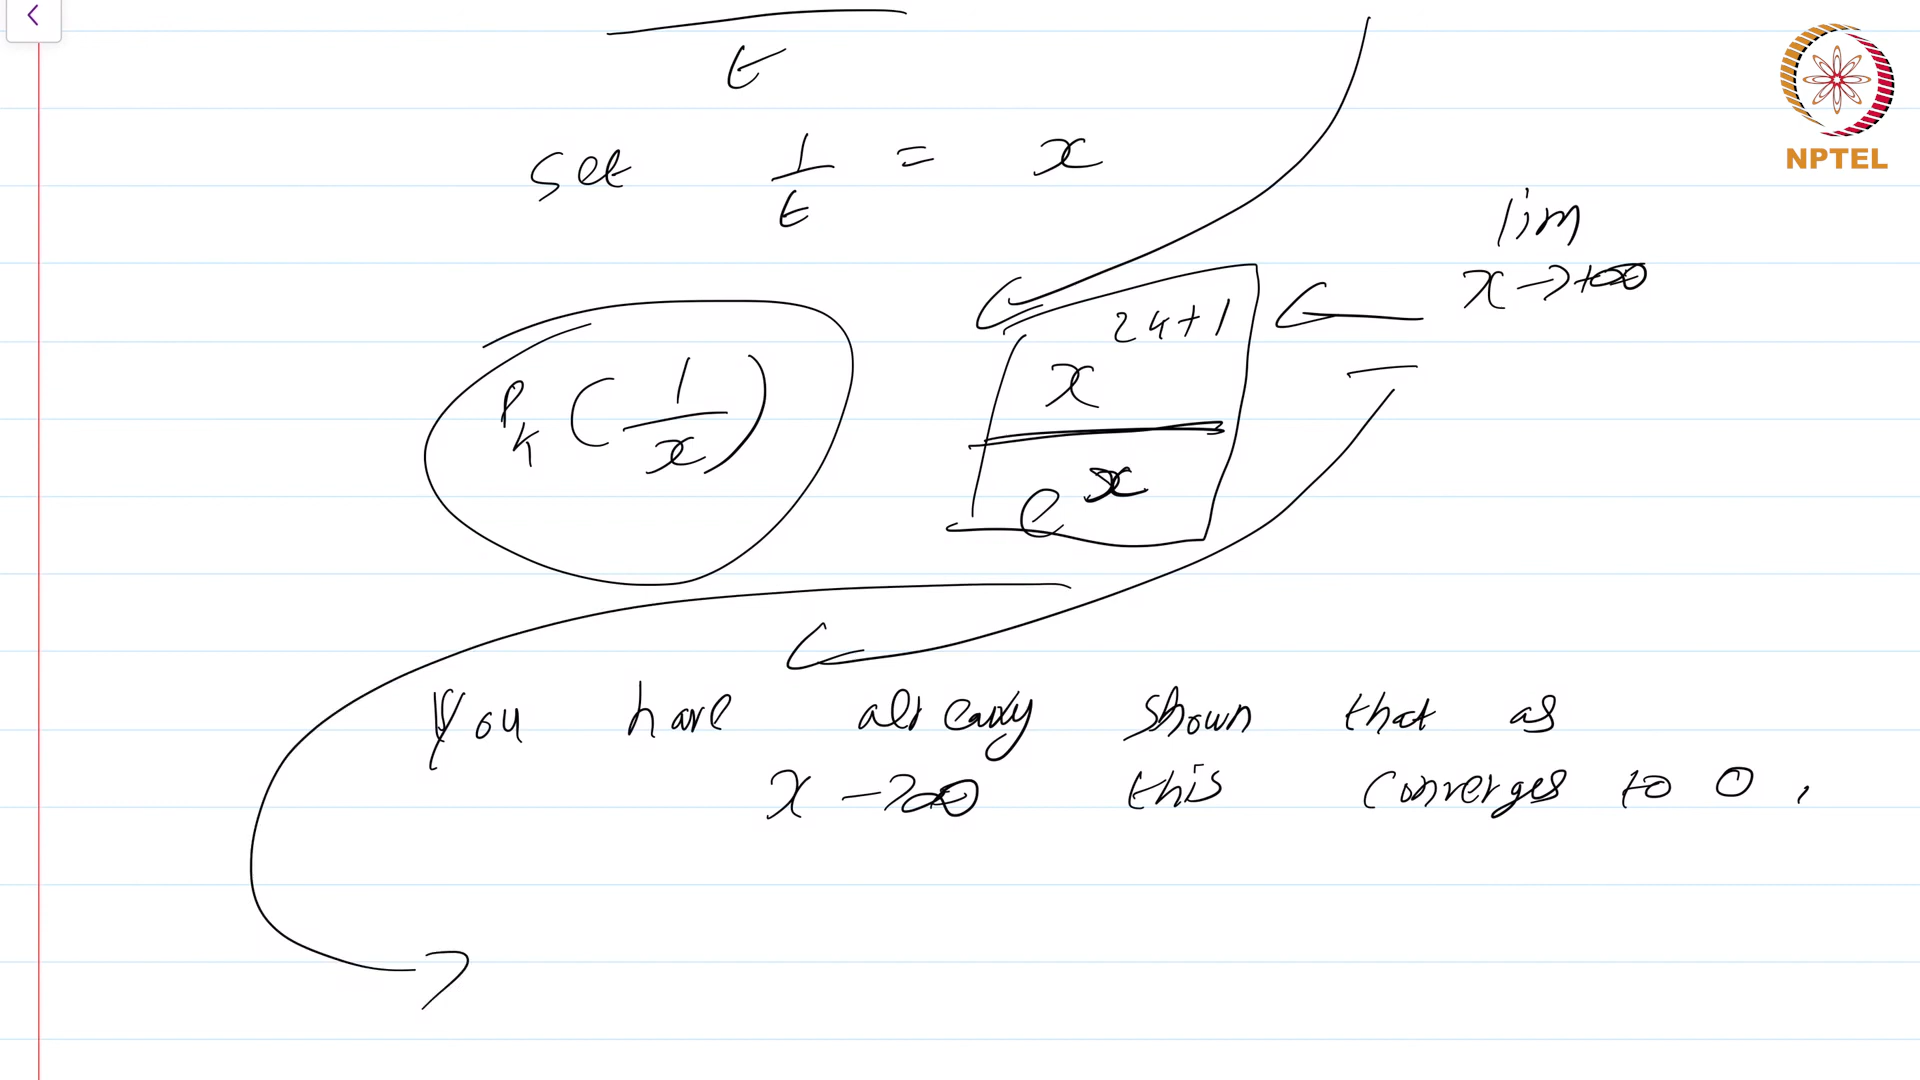 t
set 1/t = x
lim
x → +∞
P_k (1/x) x^{2k+1} / e^x
You have already shown that as
x → ∞ this converges to 0.
NPTEL